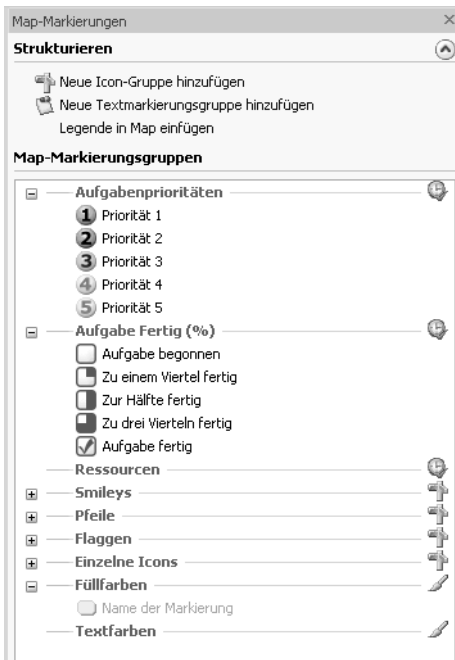 Map-Markierungen
Strukturieren
Neue Icon-Gruppe hinzufügen
Neue Textmarkierungsgruppe hinzufügen
Legende in Map einfügen
Map-Markierungsgruppen
Aufgabenprioritäten
1 Priorität 1
2 Priorität 2
3 Priorität 3
4 Priorität 4
5 Priorität 5
Aufgabe Fertig (%)
Aufgabe begonnen
Zu einem Viertel fertig
Zur Hälfte fertig
Zu drei Vierteln fertig
Aufgabe fertig
Ressourcen
Smileys
Pfeile
Flaggen
Einzelne Icons
Füllfarben
Name der Markierung
Textfarben